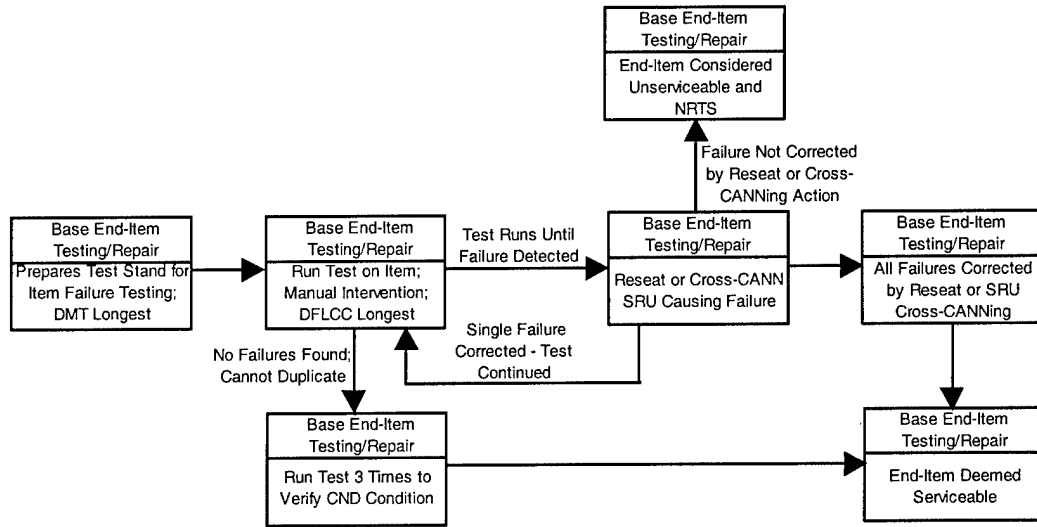 Base End-Item
Testing/Repair
End-Item Considered
Unserviceable and
NRTS
Failure Not Corrected
by Reseat or Cross-
CANNing Action
Base End-Item
Testing/Repair
Prepares Test Stand for
Item Failure Testing;
DMT Longest
Base End-Item
Testing/Repair
Run Test on Item;
Manual Intervention;
DFLCC Longest
Test Runs Until
Failure Detected
Base End-Item
Testing/Repair
Reseat or Cross-CANN
SRU Causing Failure
Base End-Item
Testing/Repair
All Failures Corrected
by Reseat or SRU
Cross-CANNing
Single Failure
Corrected - Test
Continued
No Failures Found;
Cannot Duplicate
Base End-Item
Testing/Repair
Run Test 3 Times to
Verify CND Condition
Base End-Item
Testing/Repair
End-Item Deemed
Serviceable